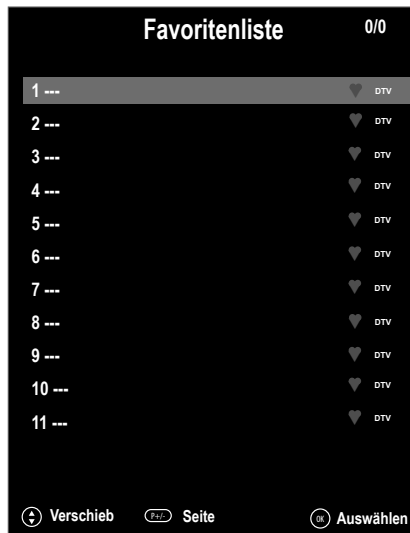 Favoritenliste 0/0
1 --- DTV
2 --- DTV
3 --- DTV
4 --- DTV
5 --- DTV
6 --- DTV
7 --- DTV
8 --- DTV
9 --- DTV
10 --- DTV
11 --- DTV
Verschieb P+/- Seite OK Auswählen